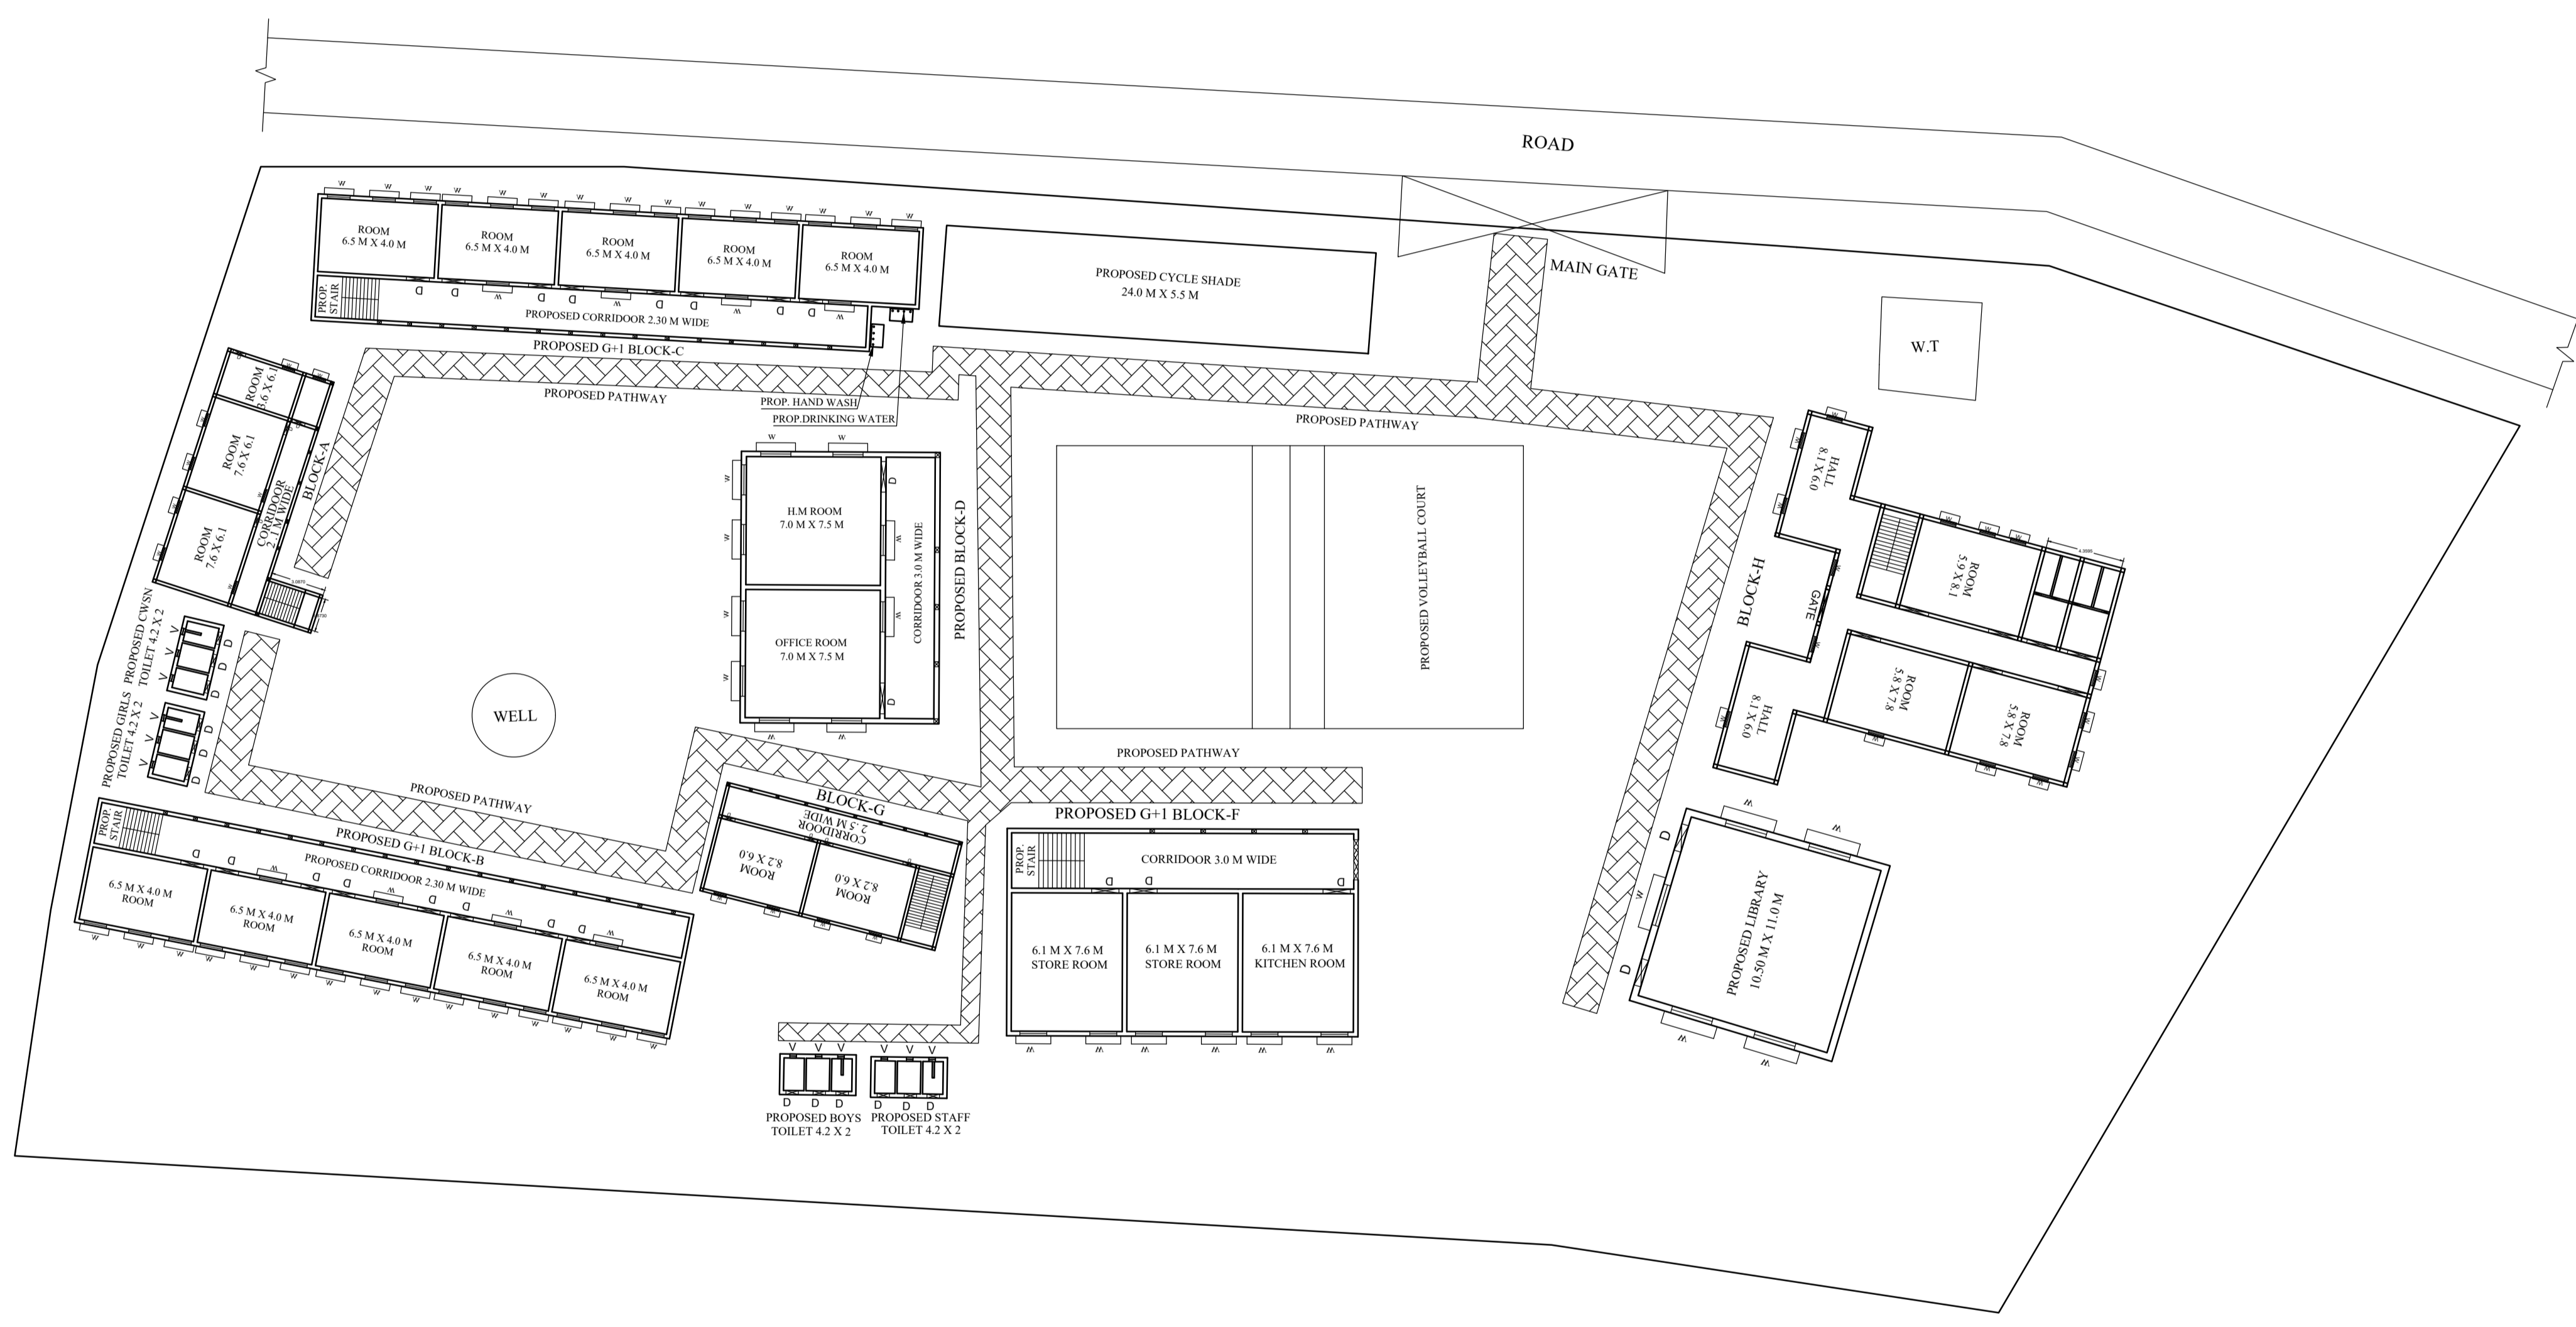 ROAD
MAIN GATE
W.T
W W W W W W W W W W W W W W W
ROOM
6.5 M X 4.0 M
ROOM
6.5 M X 4.0 M
ROOM
6.5 M X 4.0 M
ROOM
6.5 M X 4.0 M
ROOM
6.5 M X 4.0 M
PROP.
STAIR
D D W D D W D D W D D W
PROPOSED CORRIDOOR 2.30 M WIDE
PROPOSED G+1 BLOCK-C
PROPOSED PATHWAY
PROP. HAND WASH
PROP.DRINKING WATER
PROPOSED CYCLE SHADE
24.0 M X 5.5 M
PROPOSED PATHWAY
ROOM
3.6 X 6.1
ROOM
7.6 X 6.1
ROOM
7.6 X 6.1
CORRIDOOR
2 .1 M WIDE
BLOCK-A
PROPOSED CWSN
TOILET 4.2 X 2
V V V
D D D
PROPOSED GIRLS
TOILET 4.2 X 2
V V V
D D D
WELL
W W
H.M ROOM
7.0 M X 7.5 M
OFFICE ROOM
7.0 M X 7.5 M
W W W W
D W W D
W W
CORRIDOOR 3.0 M WIDE
PROPOSED BLOCK-D
PROPOSED VOLLEYBALL COURT
PROPOSED PATHWAY
HALL
8.1 X 6.0
ROOM
5.9 X 8.1
4.3595
BLOCK-H
GATE
HALL
8.1 X 6.0
ROOM
5.8 X 7.8
ROOM
5.8 X 7.8
PROPOSED PATHWAY
PROP.
STAIR
PROPOSED G+1 BLOCK-B
PROPOSED CORRIDOOR 2.30 M WIDE
D D W D D W D D W D D W
6.5 M X 4.0 M
ROOM
6.5 M X 4.0 M
ROOM
6.5 M X 4.0 M
ROOM
6.5 M X 4.0 M
ROOM
6.5 M X 4.0 M
ROOM
W W W W W W W W W W W W W W W
BLOCK-G
CORRIDOOR
2 .5 M WIDE
ROOM
8.2 X 6.0
ROOM
8.2 X 6.0
PROPOSED G+1 BLOCK-F
PROP.
STAIR
CORRIDOOR 3.0 M WIDE
D D D
6.1 M X 7.6 M
STORE ROOM
6.1 M X 7.6 M
STORE ROOM
6.1 M X 7.6 M
KITCHEN ROOM
W W W W W W
W W
D
W
D
PROPOSED LIBRARY
10.50 M X 11.0 M
W W
V V V
D D D
PROPOSED BOYS
TOILET 4.2 X 2
V V V
D D D
PROPOSED STAFF
TOILET 4.2 X 2